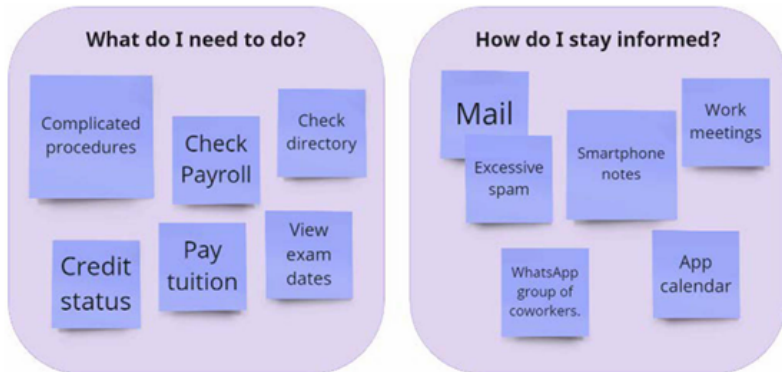 What do I need to do?
Complicated
procedures
Check
Payroll
Check
directory
Credit
status
Pay
tuition
View
exam
dates
How do I stay informed?
Mail
Excessive
spam
Smartphone
notes
Work
meetings
WhatsApp
group of
coworkers.
App
calendar